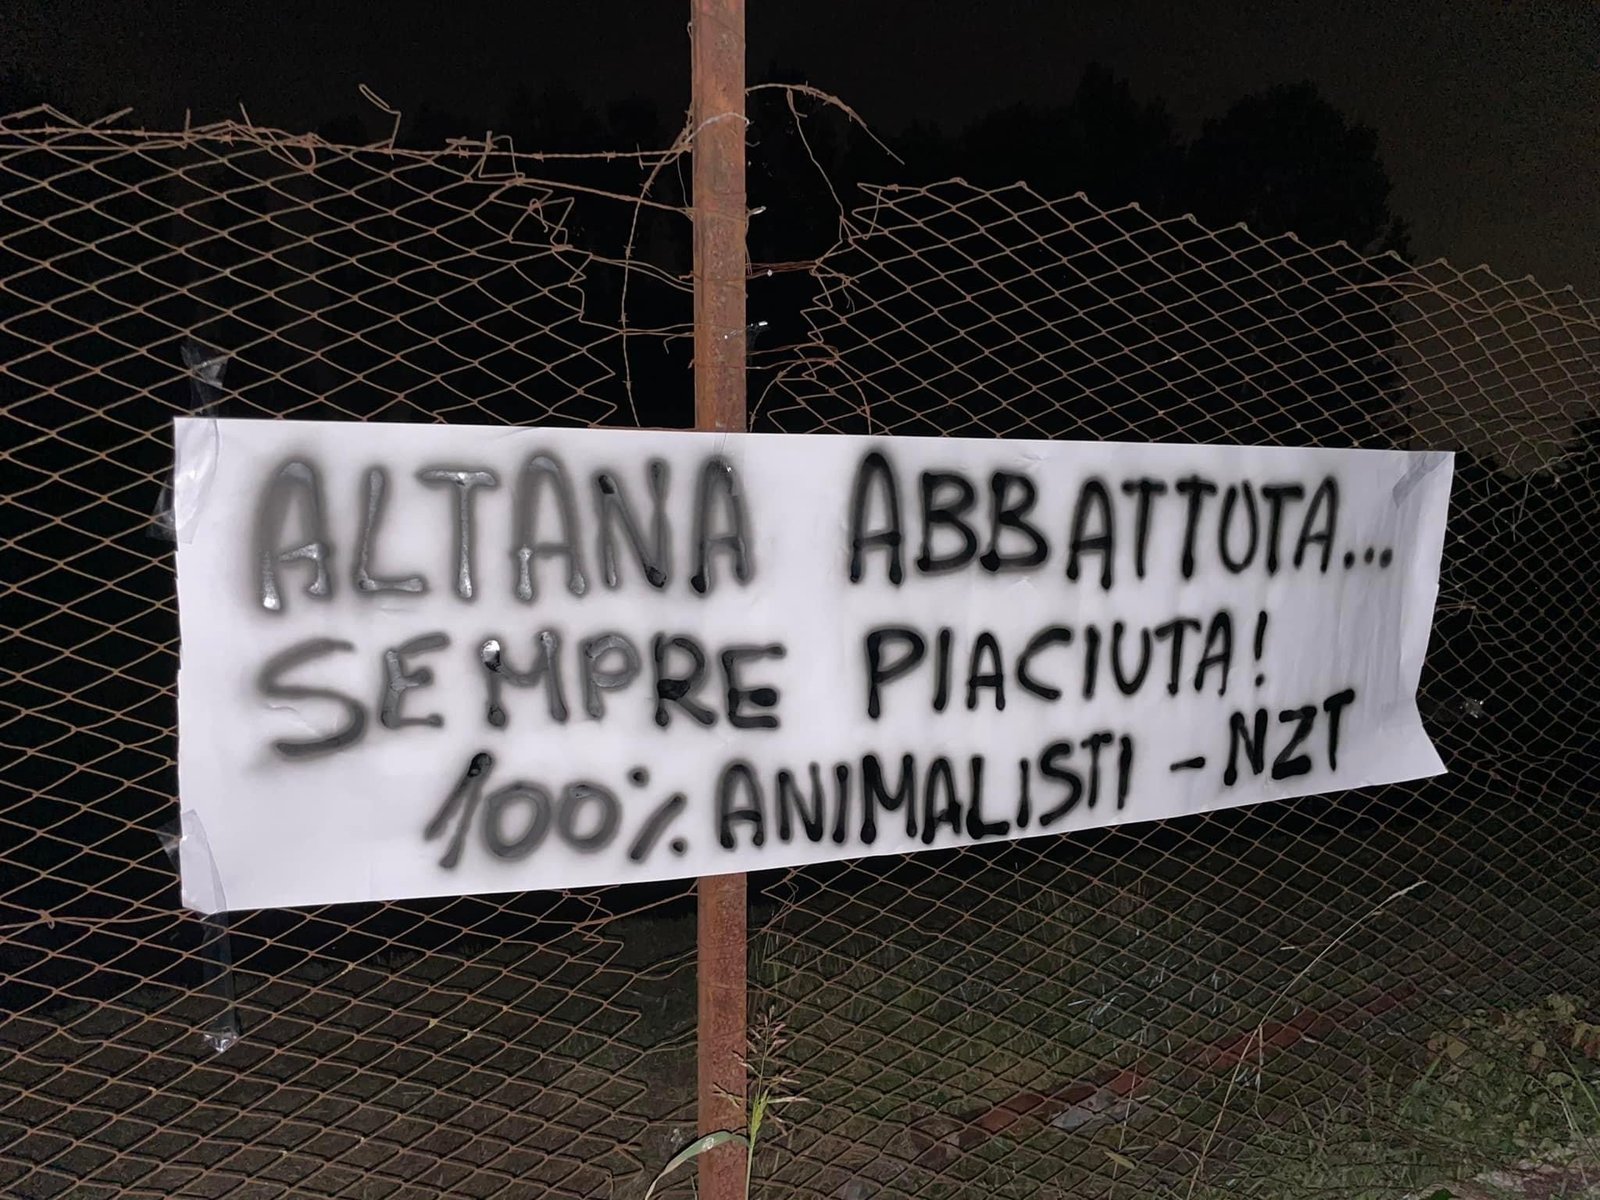 ALTANA ABBATTUTA...
SEMPRE PIACIUTA!
100% ANIMALISTI - NZT